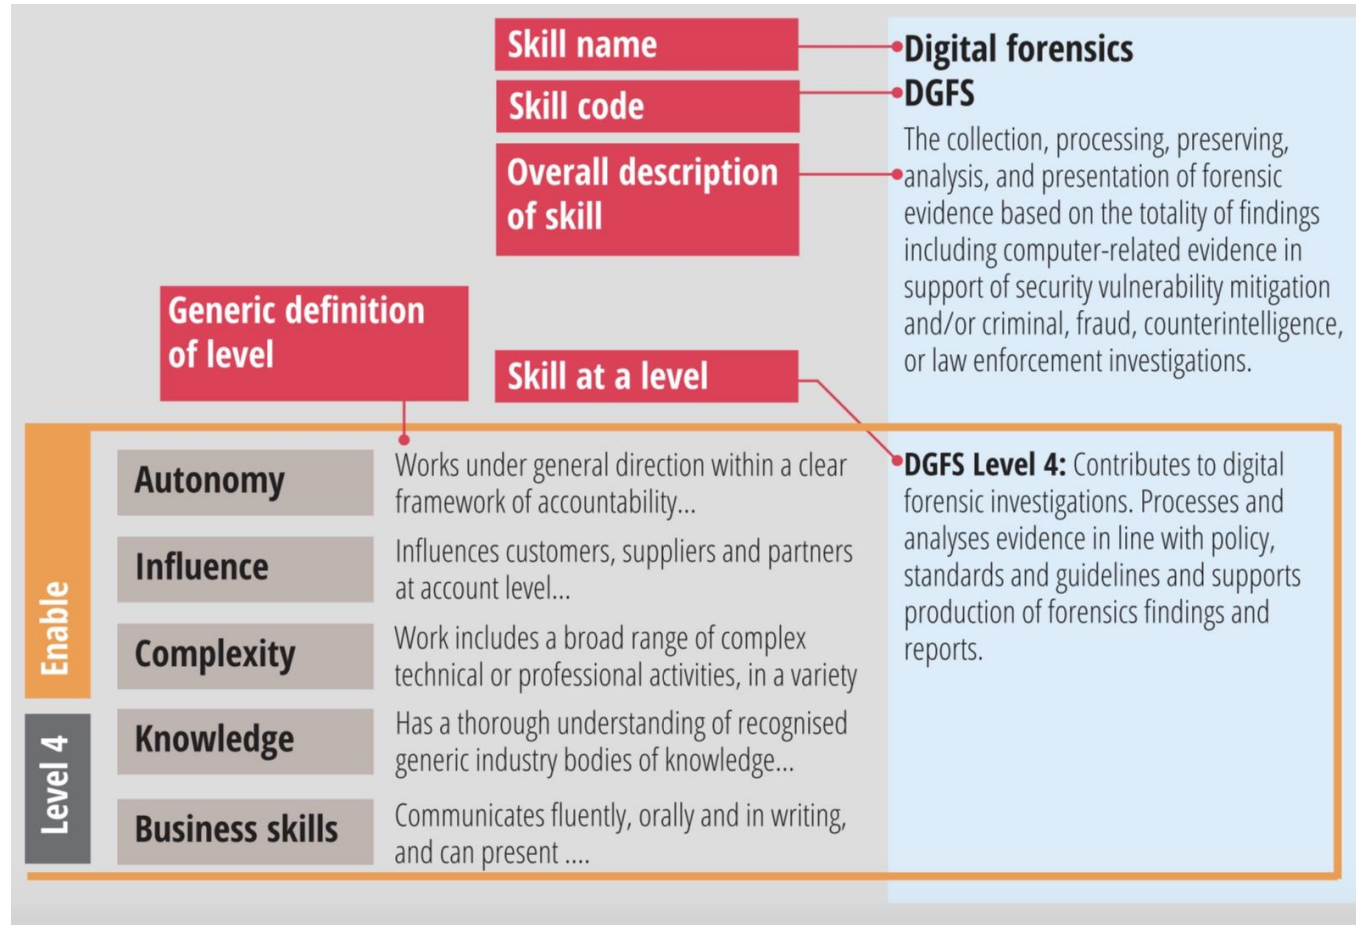 Skill name
Digital forensics
Skill code
DGFS
Overall description
of skill
The collection, processing, preserving,
analysis, and presentation of forensic
evidence based on the totality of findings
including computer-related evidence in
support of security vulnerability mitigation
and/or criminal, fraud, counterintelligence,
or law enforcement investigations.
Generic definition
of level
Skill at a level
Enable
Level 4
Autonomy
Works under general direction within a clear
framework of accountability...
Influence
Influences customers, suppliers and partners
at account level...
Complexity
Work includes a broad range of complex
technical or professional activities, in a variety
Knowledge
Has a thorough understanding of recognised
generic industry bodies of knowledge...
Business skills
Communicates fluently, orally and in writing,
and can present ....
DGFS Level 4: Contributes to digital
forensic investigations. Processes and
analyses evidence in line with policy,
standards and guidelines and supports
production of forensics findings and
reports.